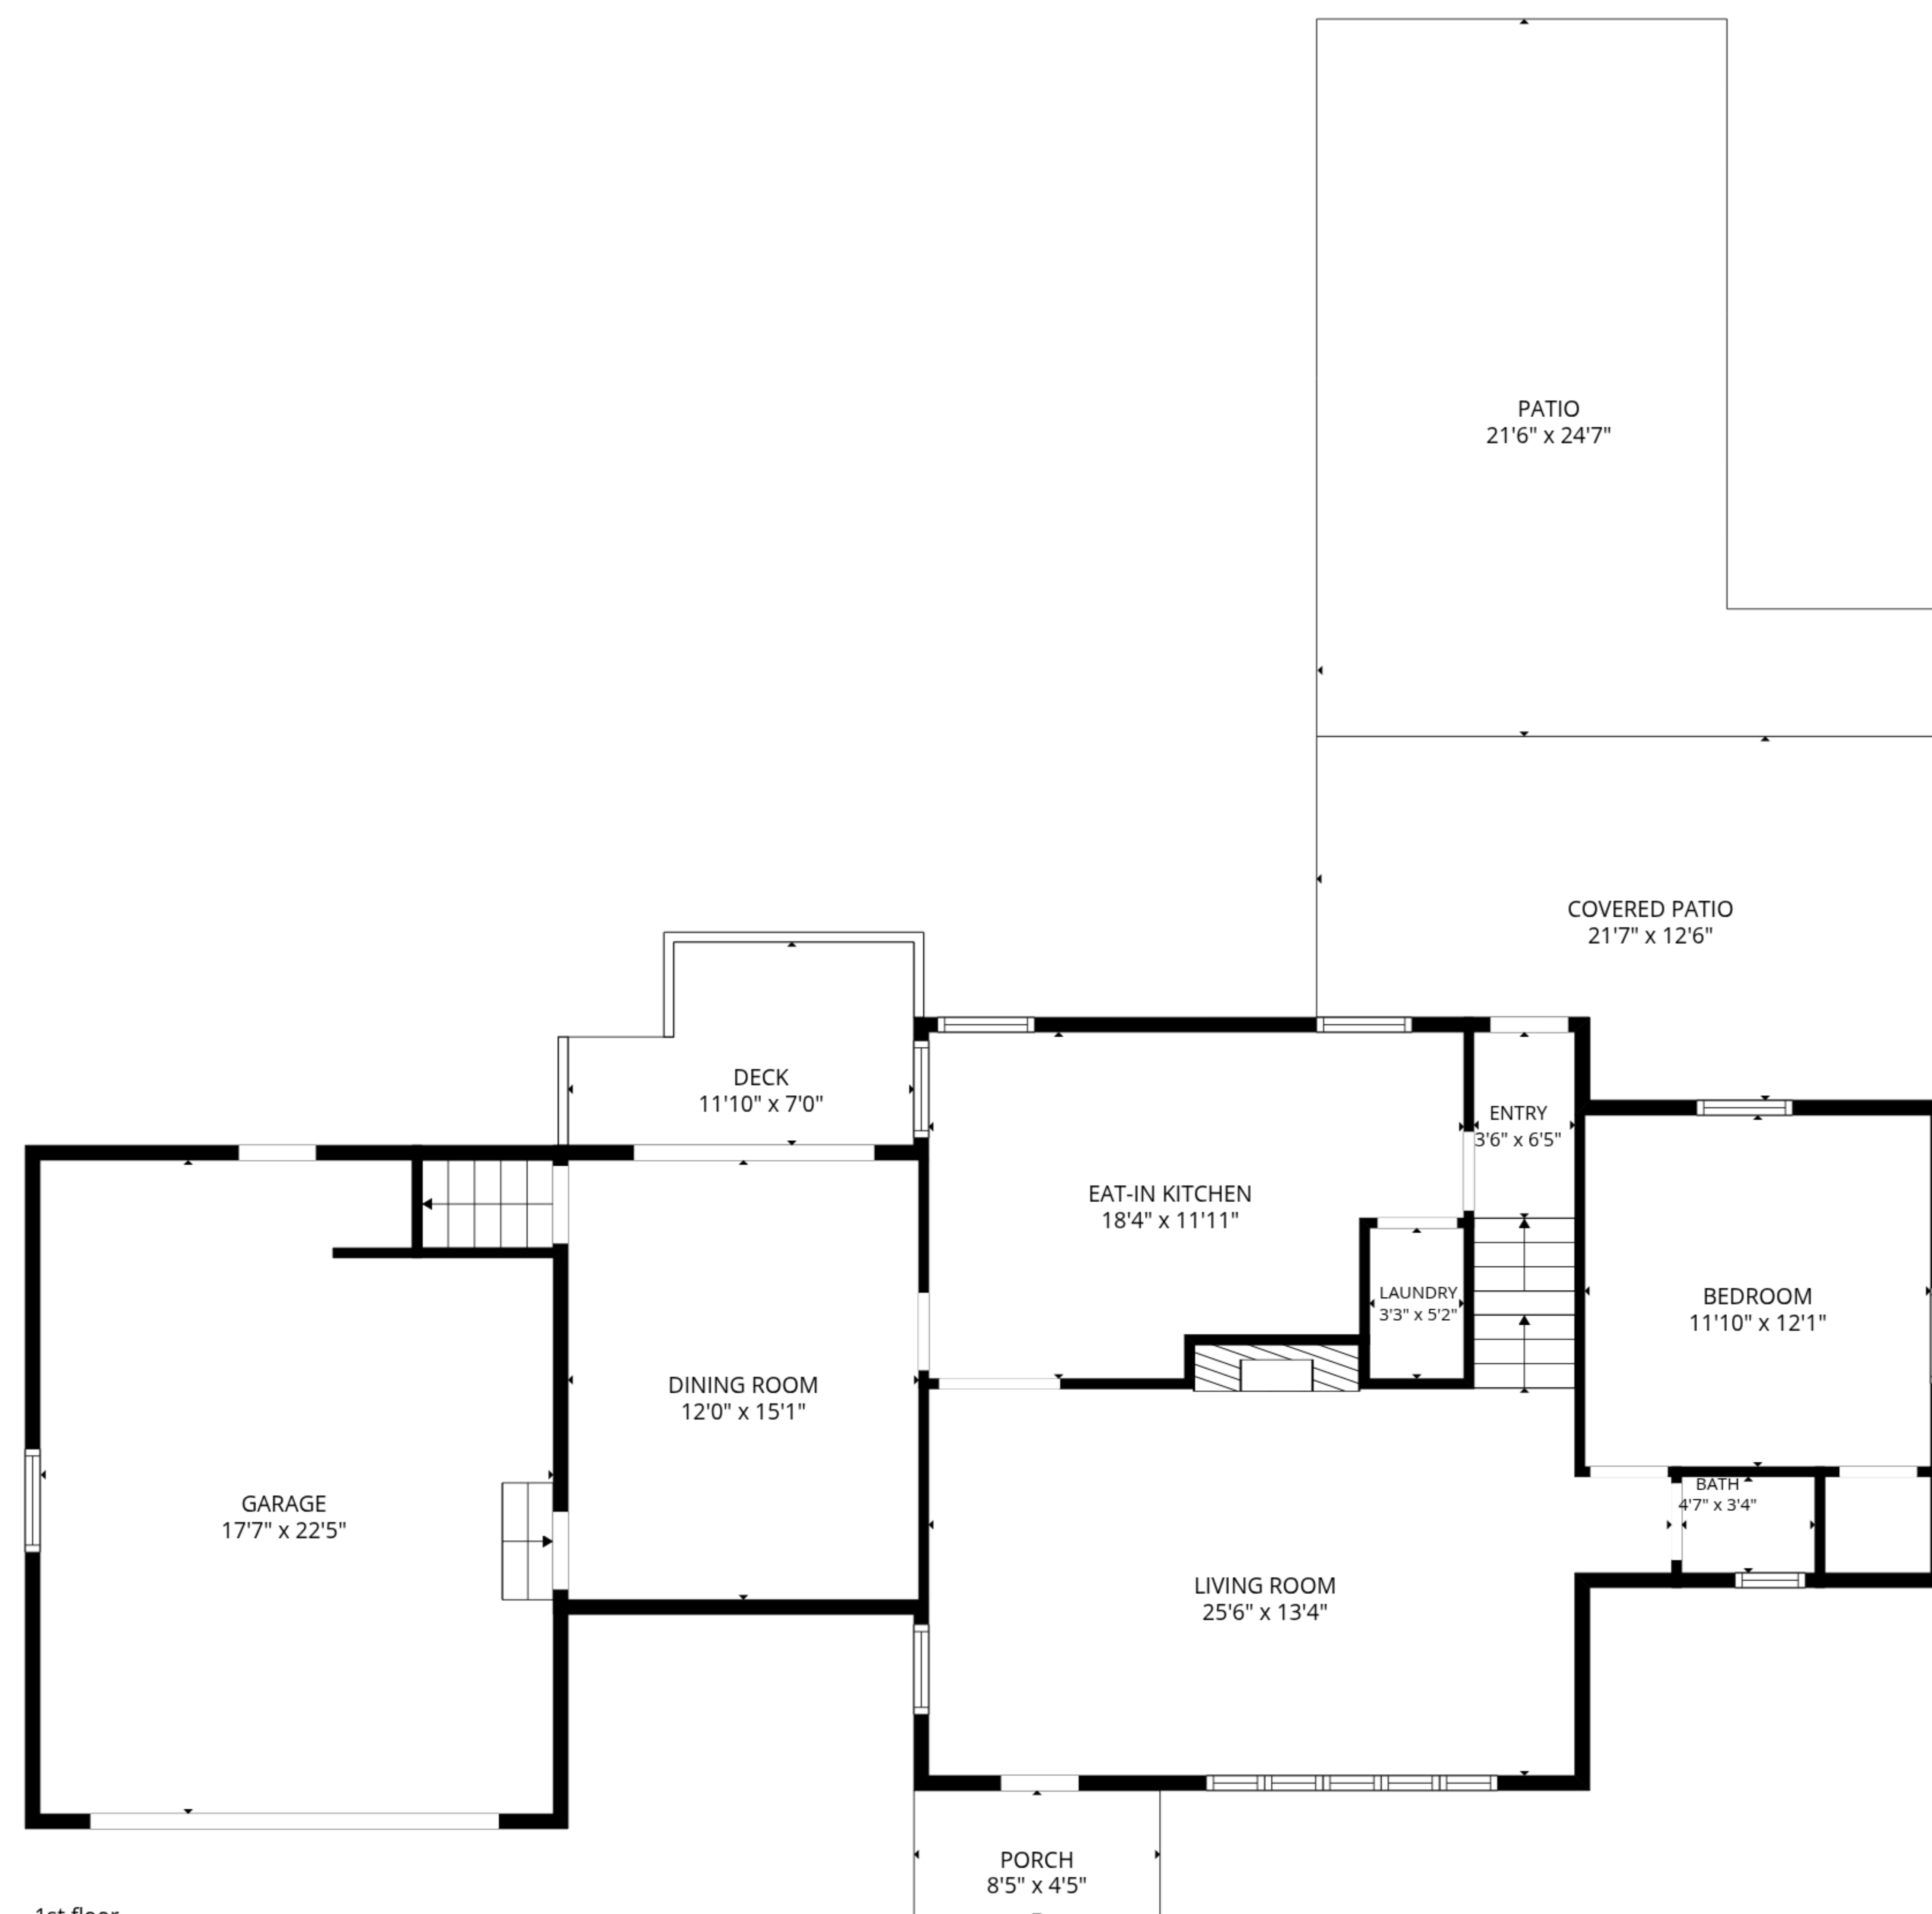 PATIO
21'6" x 24'7"
COVERED PATIO
21'7" x 12'6"
DECK
11'10" x 7'0"
ENTRY
3'6" x 6'5"
EAT-IN KITCHEN
18'4" x 11'11"
LAUNDRY
3'3" x 5'2"
BEDROOM
11'10" x 12'1"
DINING ROOM
12'0" x 15'1"
BATH
4'7" x 3'4"
GARAGE
17'7" x 22'5"
LIVING ROOM
25'6" x 13'4"
PORCH
8'5" x 4'5"
1st floor